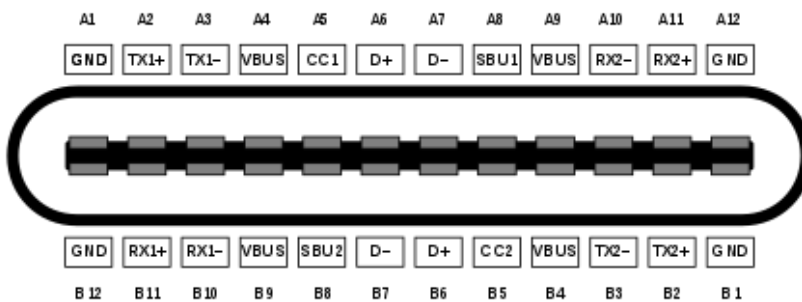 A1 A2 A3 A4 A5 A6 A7 A8 A9 A10 A11 A12
GND TX1+ TX1− VBUS CC1 D+ D− SBU1 VBUS RX2− RX2+ GND
GND RX1+ RX1− VBUS SBU2 D− D+ CC2 VBUS TX2− TX2+ GND
B12 B11 B10 B9 B8 B7 B6 B5 B4 B3 B2 B1